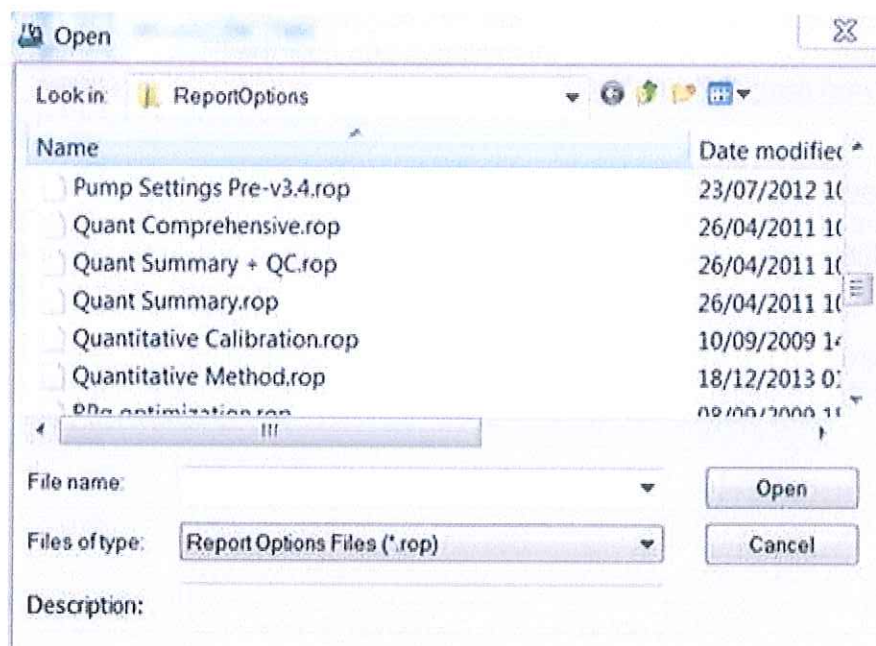 Open
Look in: ReportOptions
Name Date modified
Pump Settings Pre-v3.4.rop 23/07/2012 1(
Quant Comprehensive.rop 26/04/2011 1(
Quant Summary + QC.rop 26/04/2011 1(
Quant Summary.rop 26/04/2011 1(
Quantitative Calibration.rop 10/09/2009 1
Quantitative Method.rop 18/12/2013 0
optimization.rop
File name: Open
Files of type: Report Options Files (*.rop) Cancel
Description: